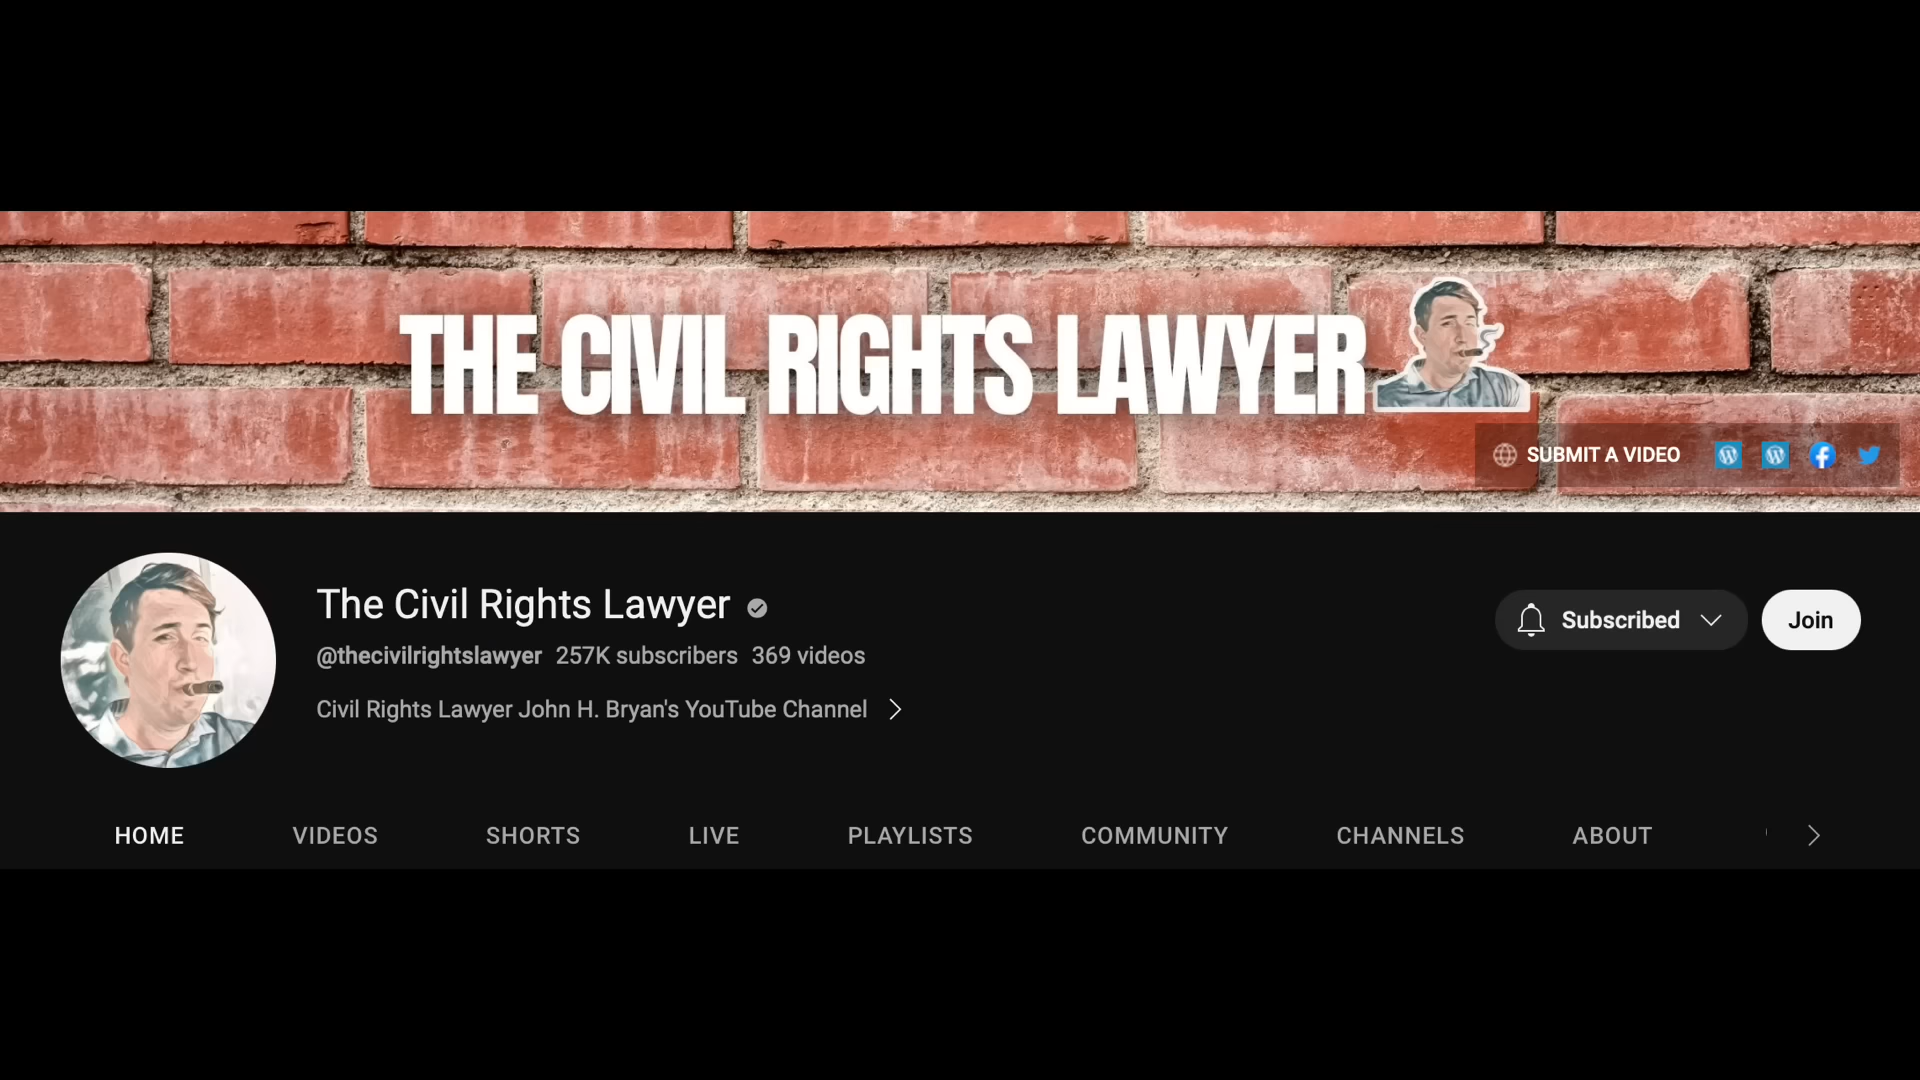 THE CIVIL RIGHTS LAWYER
SUBMIT A VIDEO
The Civil Rights Lawyer
@thecivilrightslawyer 257K subscribers 369 videos
Civil Rights Lawyer John H. Bryan's YouTube Channel
Subscribed
Join
HOME VIDEOS SHORTS LIVE PLAYLISTS COMMUNITY CHANNELS ABOUT